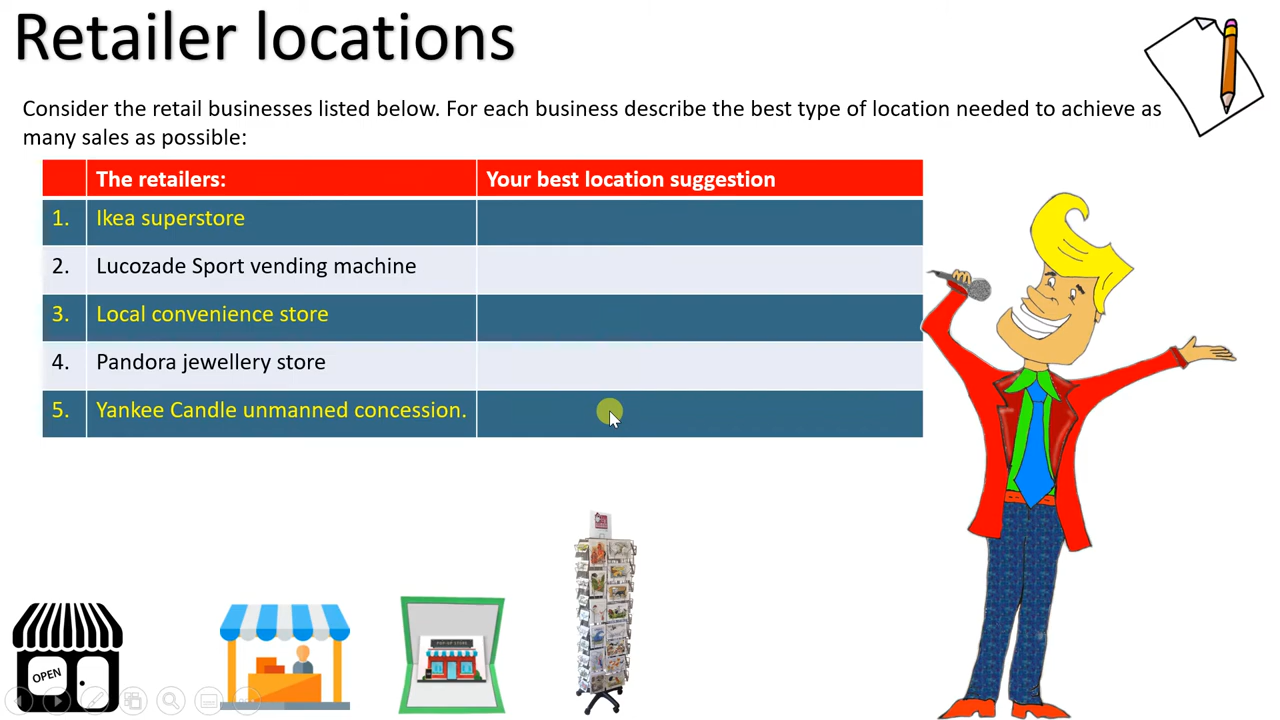 Retailer locations
Consider the retail businesses listed below. For each business describe the best type of location needed to achieve as
many sales as possible:
The retailers: Your best location suggestion
1. Ikea superstore
2. Lucozade Sport vending machine
3. Local convenience store
4. Pandora jewellery store
5. Yankee Candle unmanned concession.
OPEN